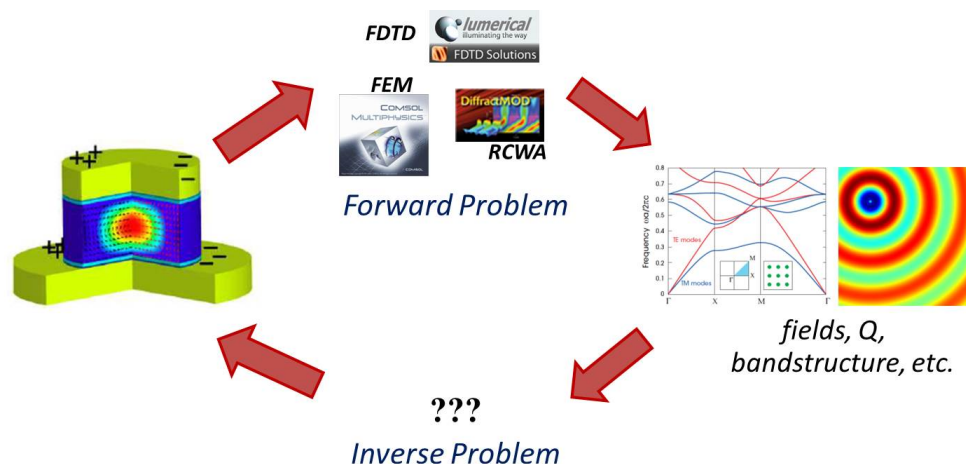 FDTD
lumerical
illuminating the way
FDTD Solutions
FEM
COMSOL
MULTIPHYSICS
DiffractMOD
RCWA
Forward Problem
++
++
-
-
++
+
-
-
-
Frequency ωa/2πc
0.8
0.7
0.6
0.5
0.4
0.3
0.2
0.1
0
TE modes
TM modes
M
Γ
X
Γ
X
M
Γ
fields, Q,
bandstructure, etc.
???
Inverse Problem